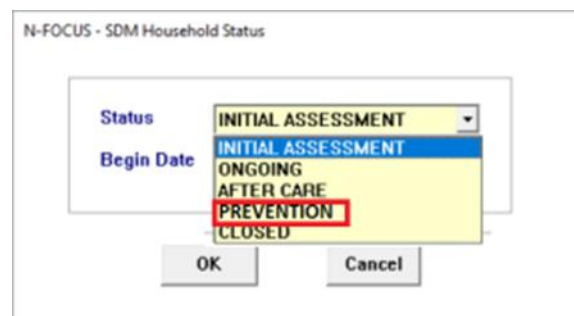 N-FOCUS - SDM Household Status
Status INITIAL ASSESSMENT
INITIAL ASSESSMENT
Begin Date
ONGOING
AFTER CARE
PREVENTION
CLOSED
OK Cancel